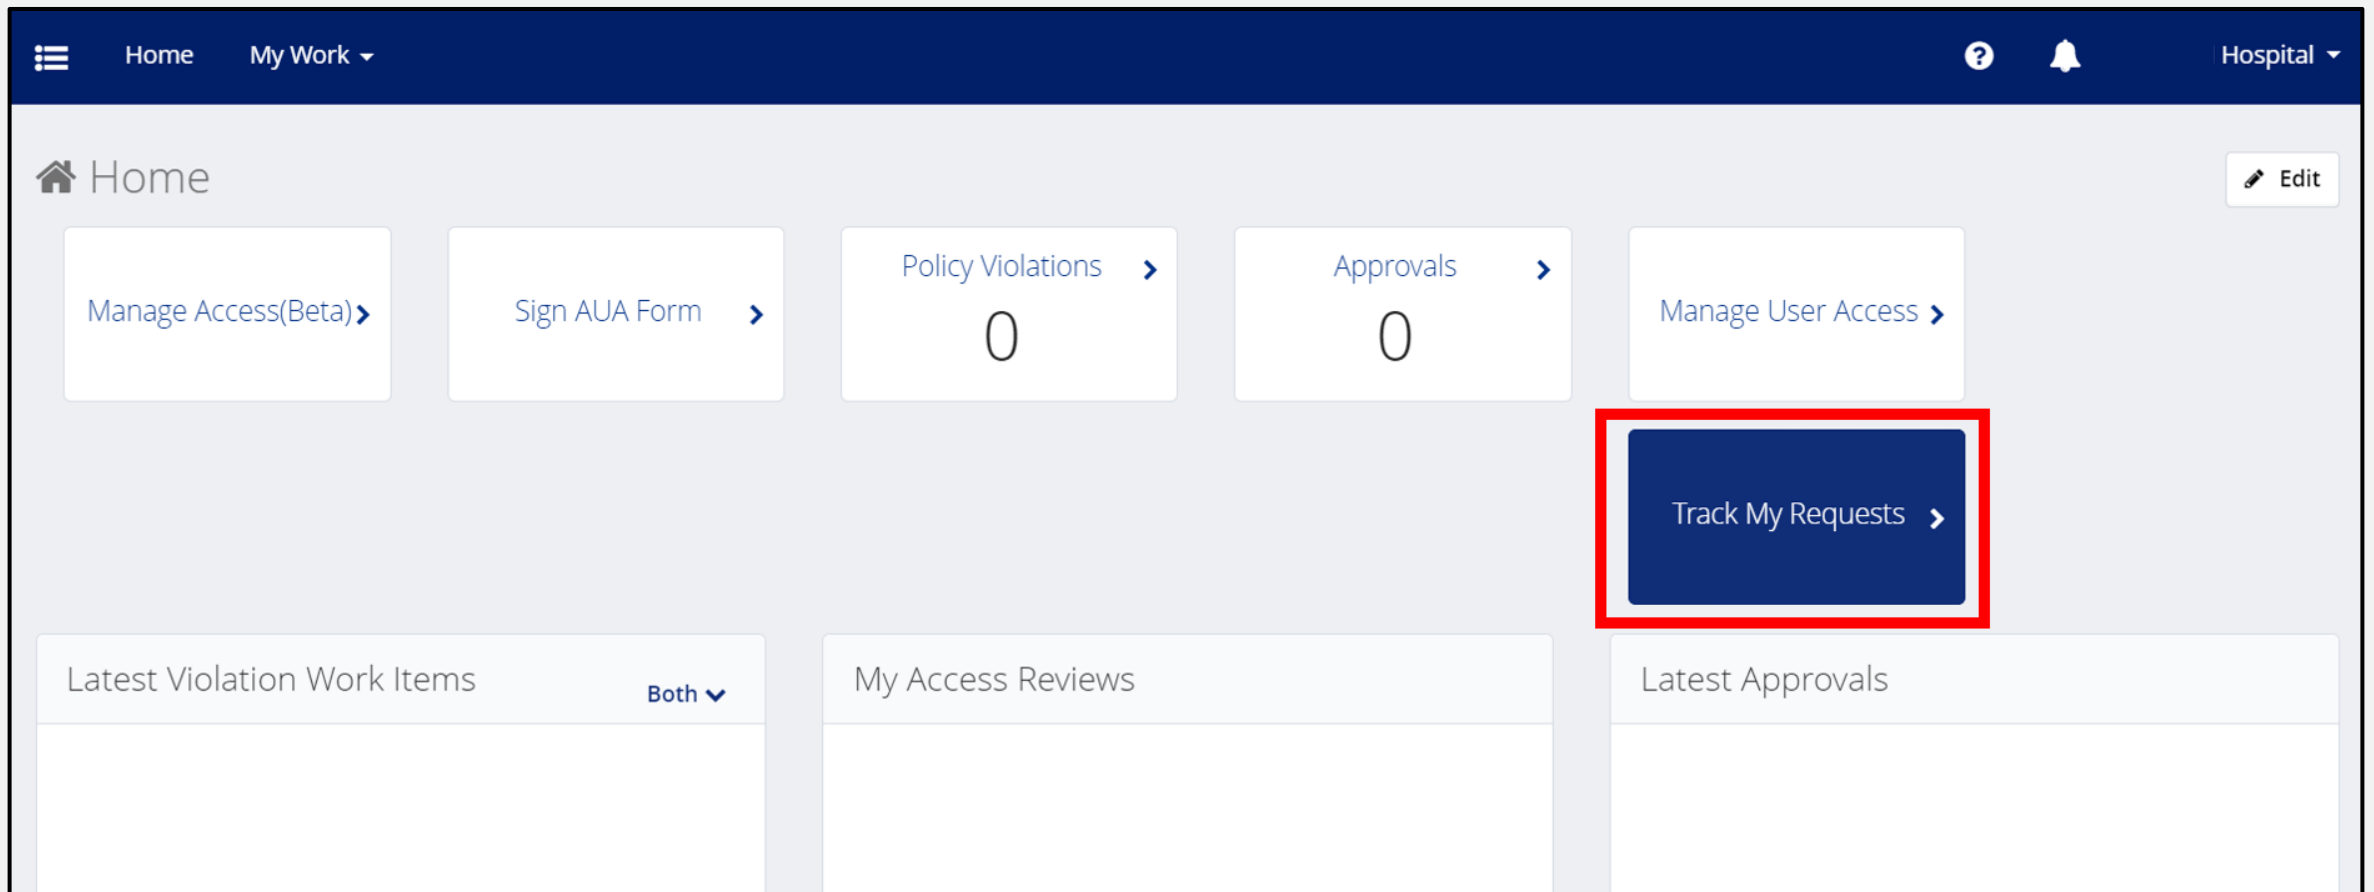 Home My Work Hospital
Home
Edit
Manage Access(Beta)
Sign AUA Form
Policy Violations
0
Approvals
0
Manage User Access
Track My Requests
Latest Violation Work Items
Both
My Access Reviews
Latest Approvals